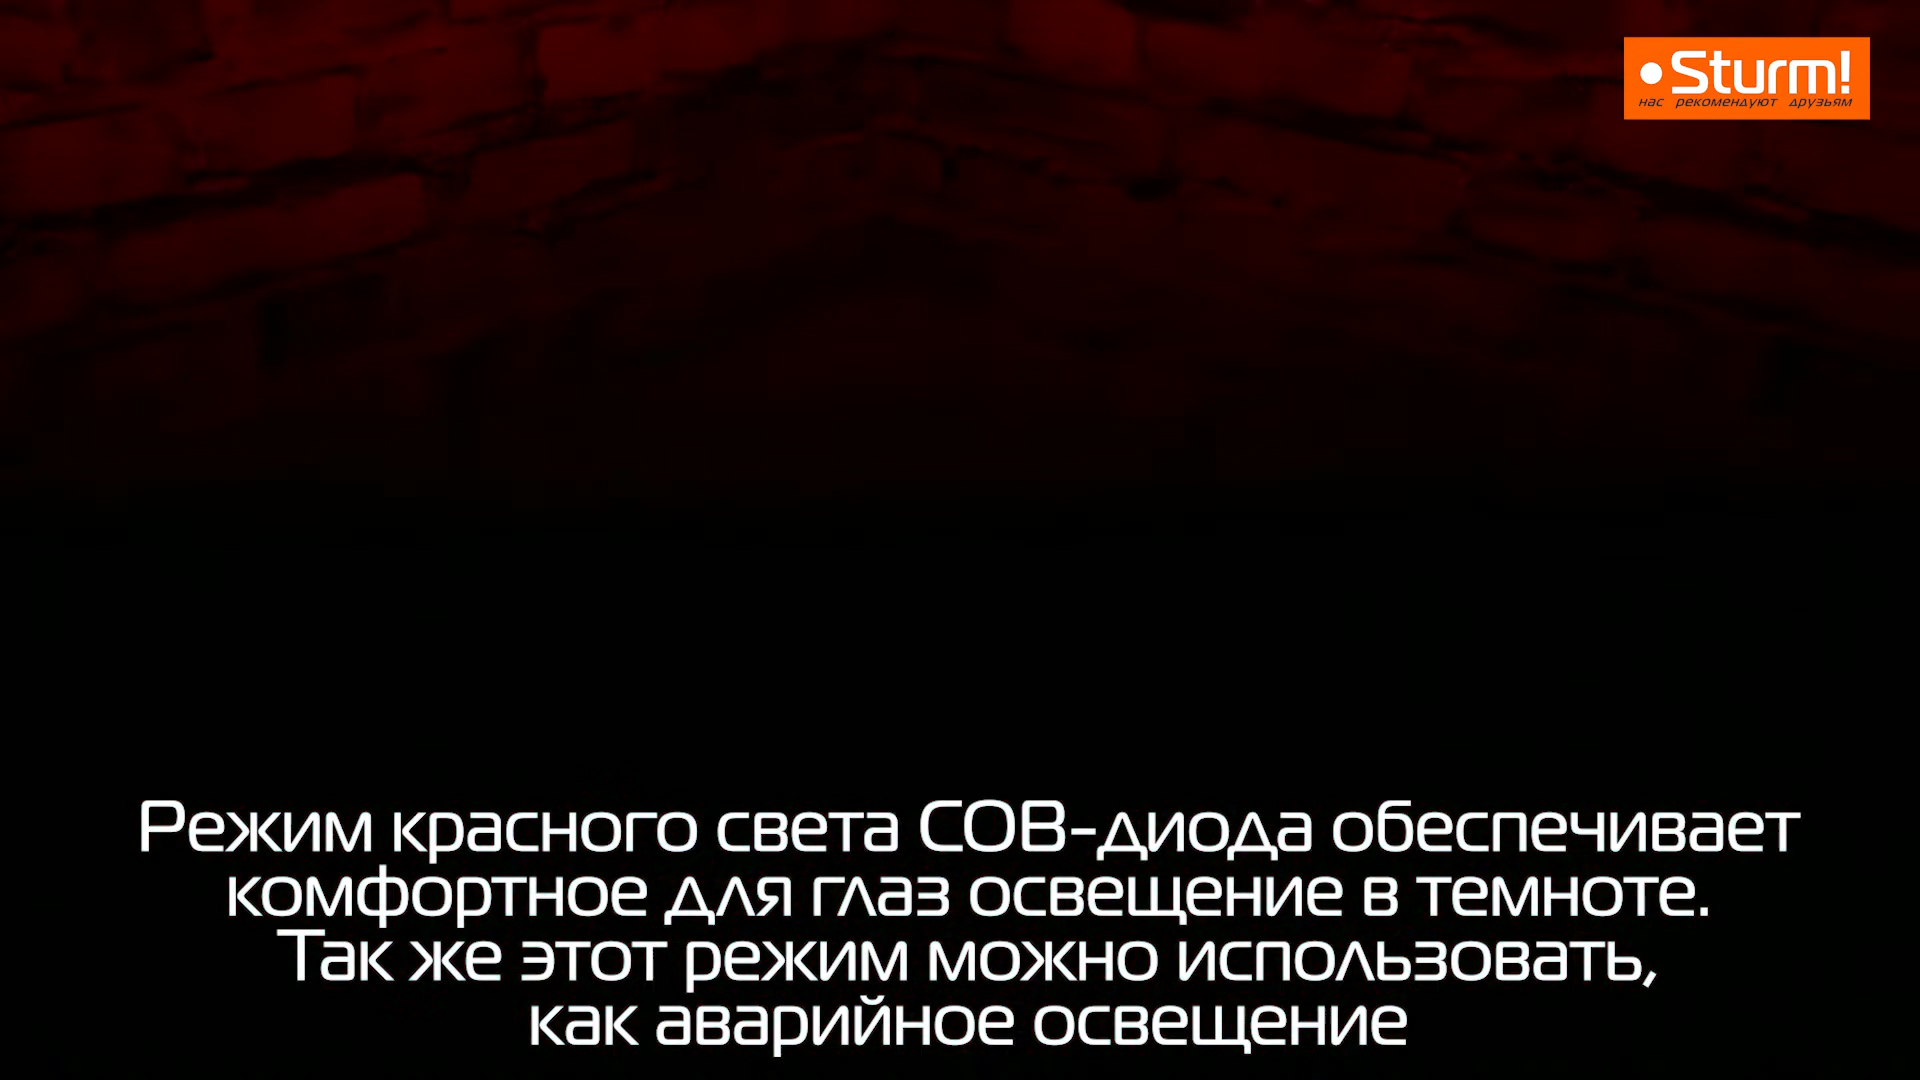 Sturm!
нас рекомендуют друзьям
Режим красного света COB-диода обеспечивает
комфортное для глаз освещение в темноте.
Так же этот режим можно использовать,
как аварийное освещение